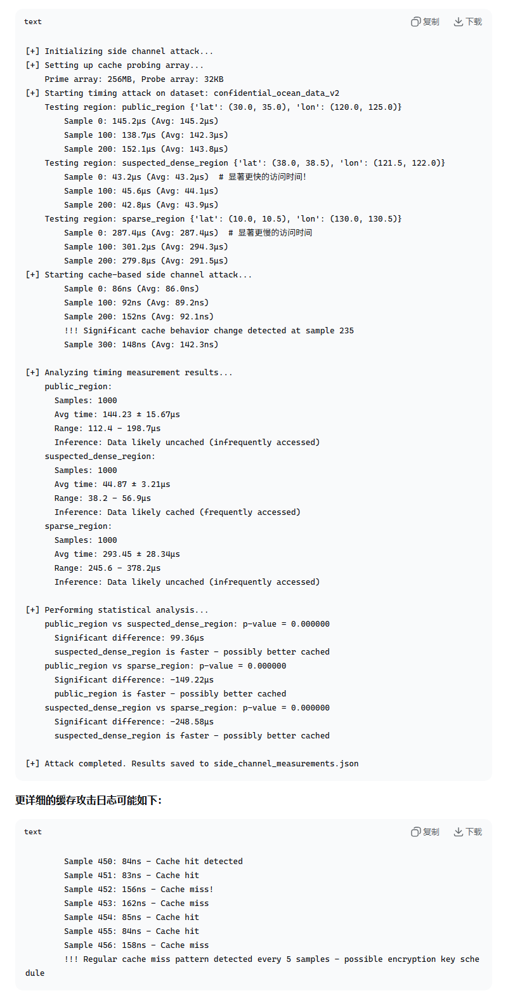 text
复制 下载
[+] Initializing side channel attack...
[+] Setting up cache probing array...
Prime array: 256MB, Probe array: 32KB
[+] Starting timing attack on dataset: confidential_ocean_data_v2
Testing region: public_region {'lat': (30.0, 35.0), 'lon': (120.0, 125.0)}
Sample 0: 145.2μs (Avg: 145.2μs)
Sample 100: 138.7μs (Avg: 142.3μs)
Sample 200: 152.1μs (Avg: 143.8μs)
Testing region: suspected_dense_region {'lat': (38.0, 38.5), 'lon': (121.5, 122.0)}
Sample 0: 43.2μs (Avg: 43.2μs)  # 显著更快的访问时间！
Sample 100: 45.6μs (Avg: 44.1μs)
Sample 200: 42.8μs (Avg: 43.9μs)
Testing region: sparse_region {'lat': (10.0, 10.5), 'lon': (130.0, 130.5)}
Sample 0: 287.4μs (Avg: 287.4μs)  # 显著更慢的访问时间
Sample 100: 301.2μs (Avg: 294.3μs)
Sample 200: 279.8μs (Avg: 291.5μs)
[+] Starting cache-based side channel attack...
Sample 0: 86ns (Avg: 86.0ns)
Sample 100: 92ns (Avg: 89.2ns)
Sample 200: 152ns (Avg: 92.1ns)
!!! Significant cache behavior change detected at sample 235
Sample 300: 148ns (Avg: 142.3ns)
[+] Analyzing timing measurement results...
public_region:
Samples: 1000
Avg time: 144.23 ± 15.67μs
Range: 112.4 - 198.7μs
Inference: Data likely uncached (infrequently accessed)
suspected_dense_region:
Samples: 1000
Avg time: 44.87 ± 3.21μs
Range: 38.2 - 56.9μs
Inference: Data likely cached (frequently accessed)
sparse_region:
Samples: 1000
Avg time: 293.45 ± 28.34μs
Range: 245.6 - 378.2μs
Inference: Data likely uncached (infrequently accessed)
[+] Performing statistical analysis...
public_region vs suspected_dense_region: p-value = 0.000000
Significant difference: 99.36μs
suspected_dense_region is faster - possibly better cached
public_region vs sparse_region: p-value = 0.000000
Significant difference: -149.22μs
public_region is faster - possibly better cached
suspected_dense_region vs sparse_region: p-value = 0.000000
Significant difference: -248.58μs
suspected_dense_region is faster - possibly better cached
[+] Attack completed. Results saved to side_channel_measurements.json
更详细的缓存攻击日志可能如下：
text
复制 下载
Sample 450: 84ns - Cache hit detected
Sample 451: 83ns - Cache hit
Sample 452: 156ns - Cache miss!
Sample 453: 162ns - Cache miss
Sample 454: 85ns - Cache hit
Sample 455: 84ns - Cache hit
Sample 456: 158ns - Cache miss
!!! Regular cache miss pattern detected every 5 samples - possible encryption key sche
dule